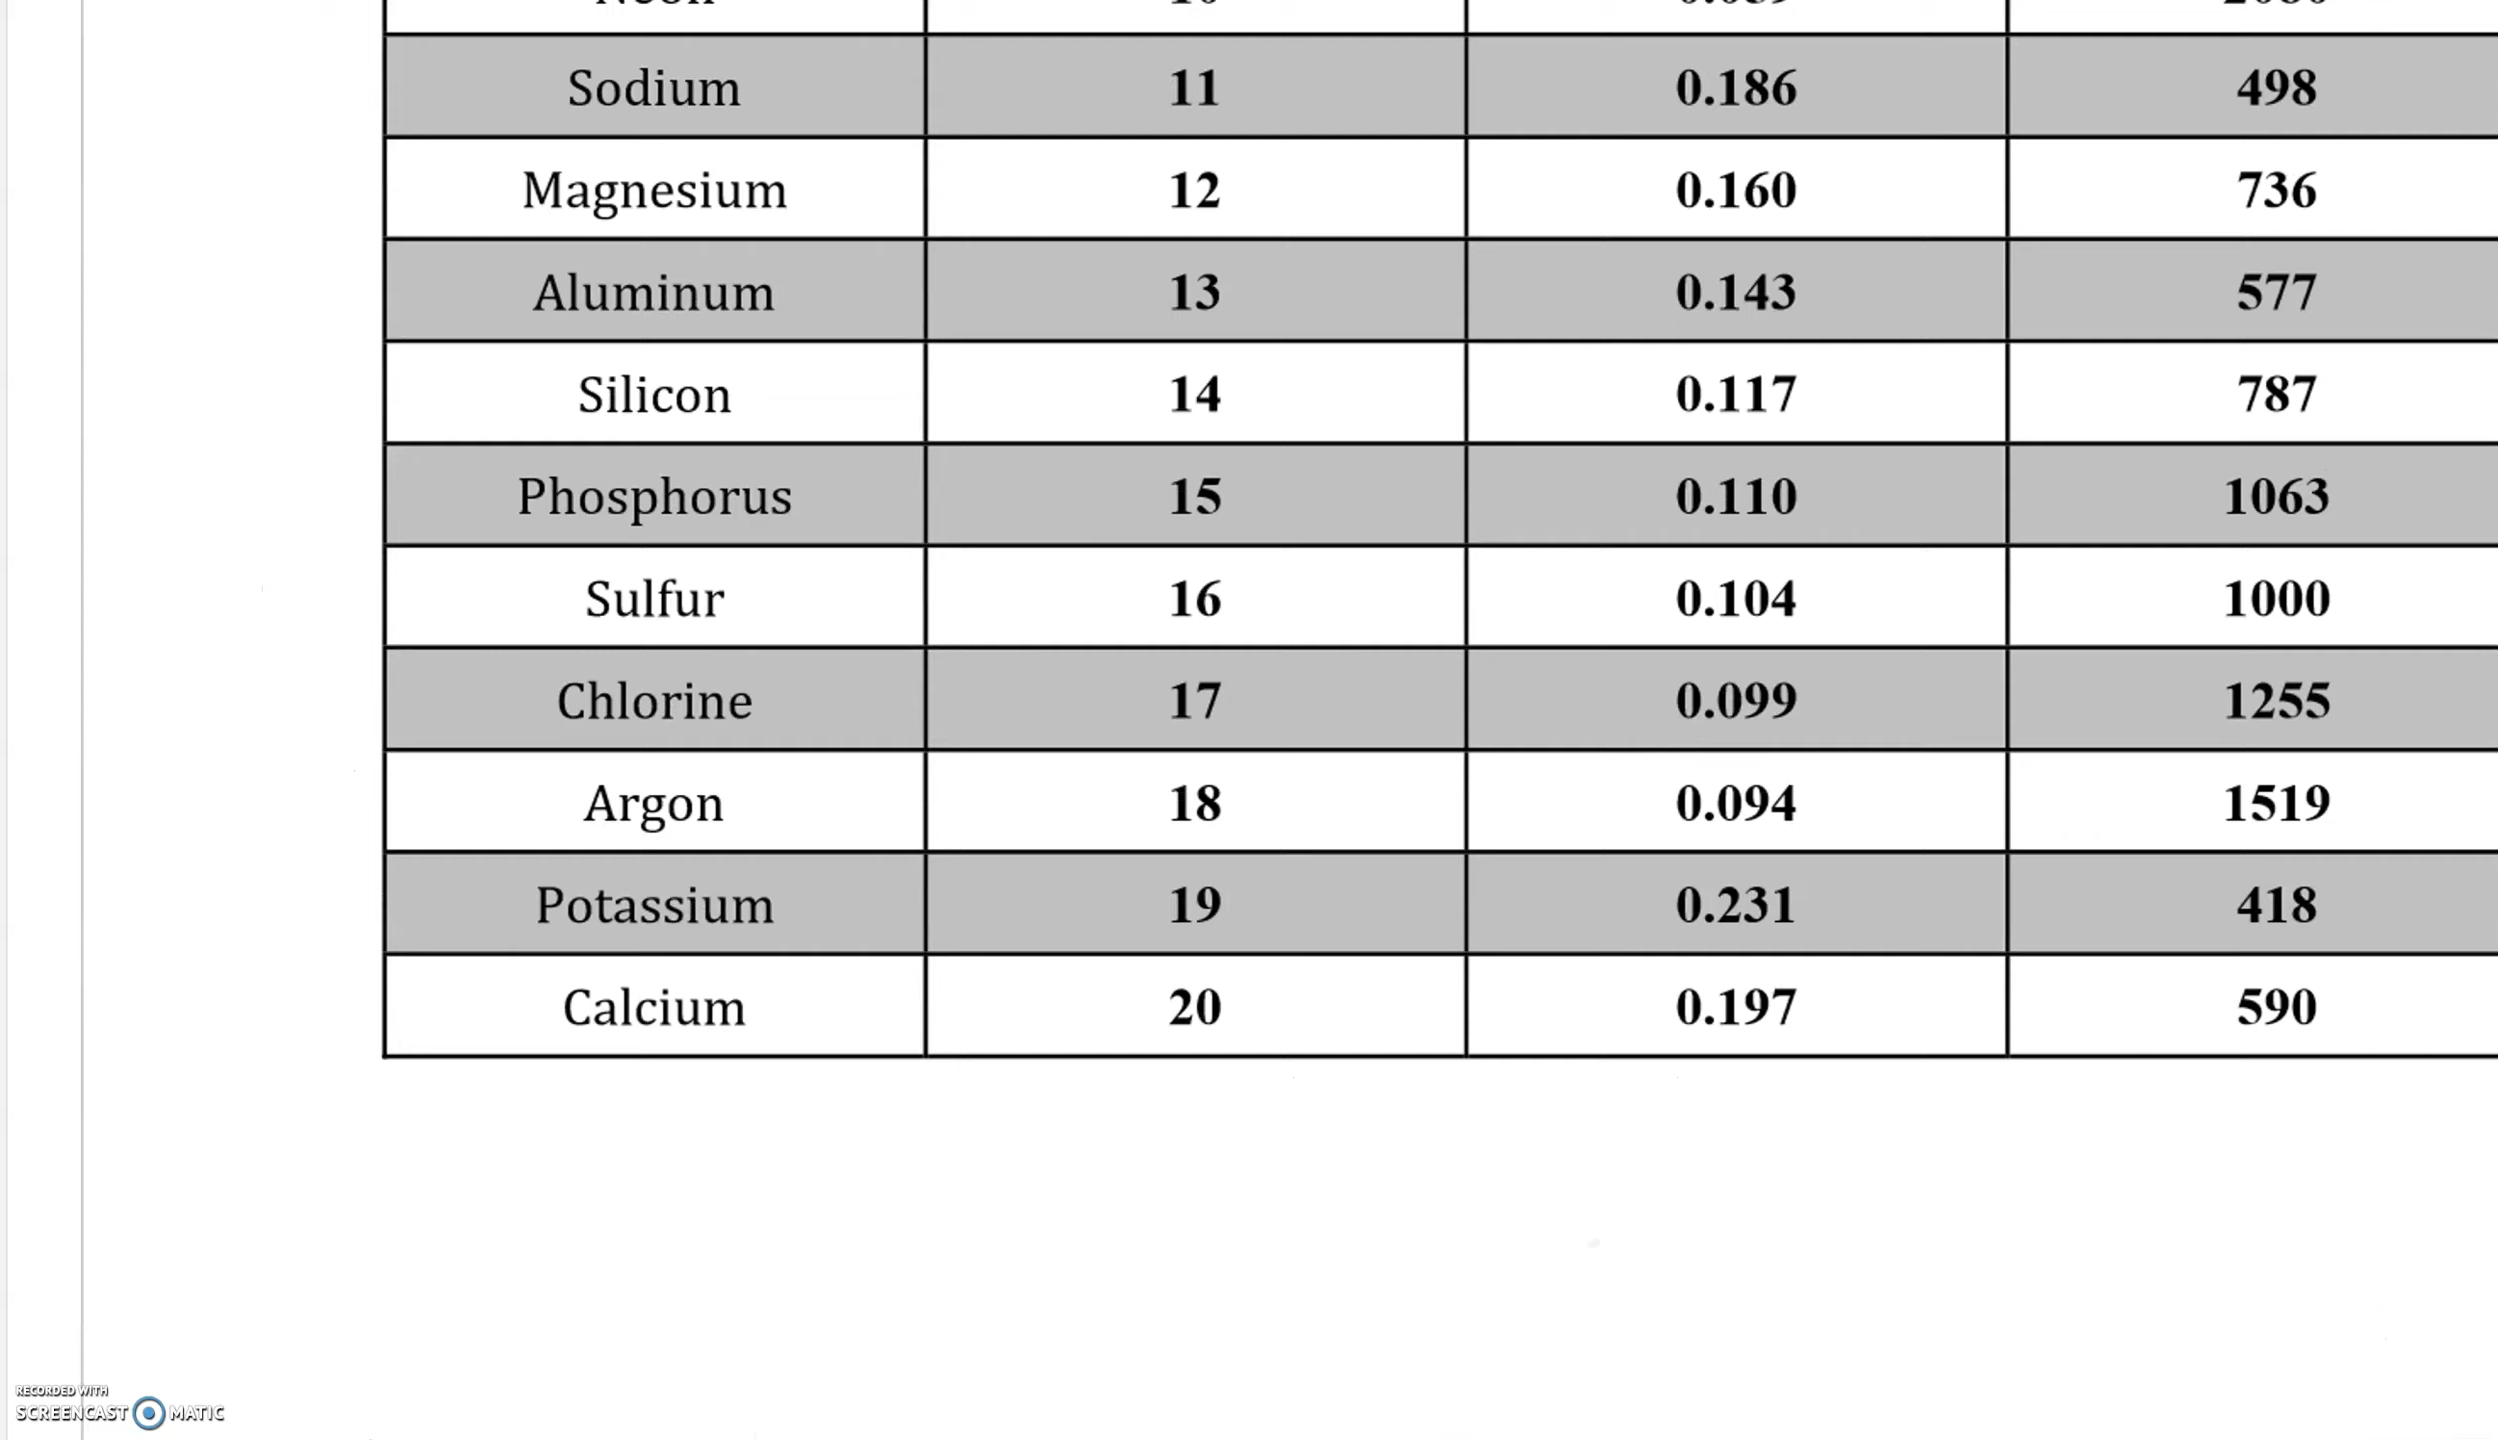 Sodium 11 0.186 498
Magnesium 12 0.160 736
Aluminum 13 0.143 577
Silicon 14 0.117 787
Phosphorus 15 0.110 1063
Sulfur 16 0.104 1000
Chlorine 17 0.099 1255
Argon 18 0.094 1519
Potassium 19 0.231 418
Calcium 20 0.197 590
RECORDED WITH
SCREENCAST MATIC